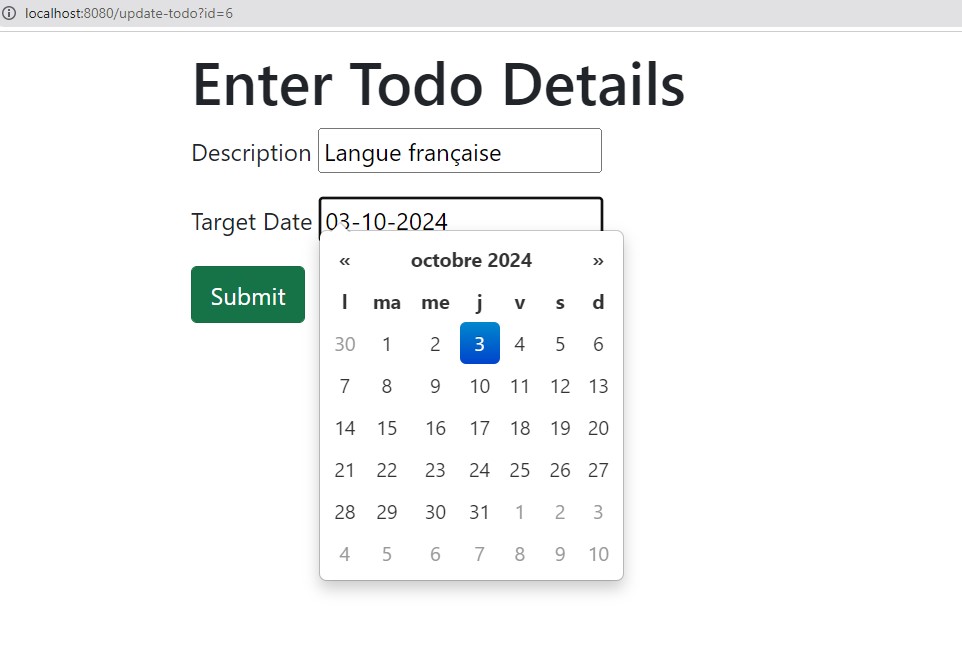 localhost:8080/update-todo?id=6
Enter Todo Details
Description Langue française
Target Date 03-10-2024
Submit
« octobre 2024 »
l ma me j v s d
30 1 2 3 4 5 6
7 8 9 10 11 12 13
14 15 16 17 18 19 20
21 22 23 24 25 26 27
28 29 30 31 1 2 3
4 5 6 7 8 9 10